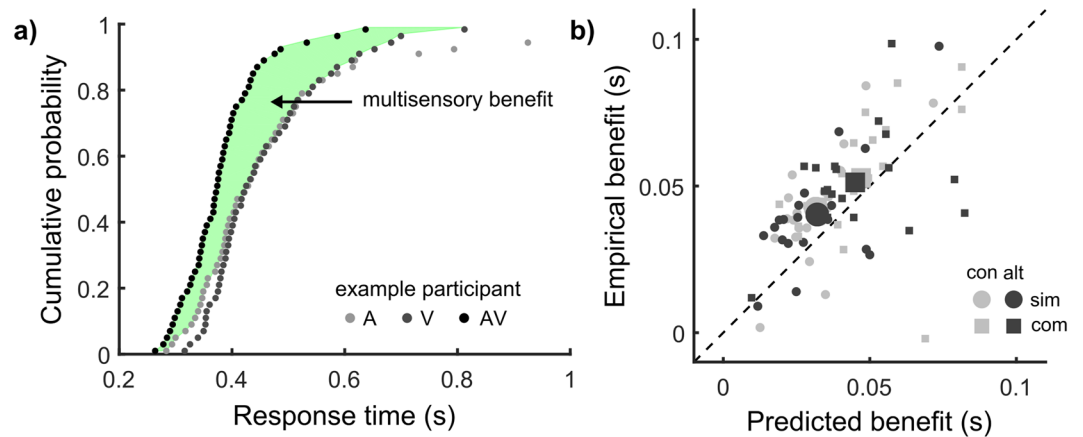 a)
Cumulative probability
1
0.8
0.6
0.4
0.2
0
multisensory benefit
example participant
A V AV
0.2 0.4 0.6 0.8 1
Response time (s)
b)
Empirical benefit (s)
0.1
0.05
0
con alt
sim
com
0 0.05 0.1
Predicted benefit (s)